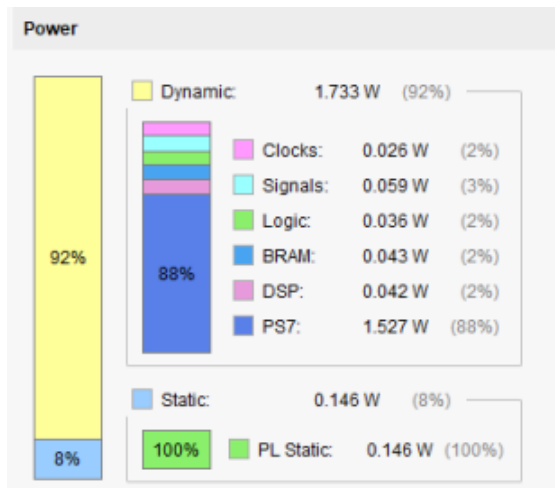 Power
Dynamic: 1.733 W (92%)
Clocks: 0.026 W (2%)
Signals: 0.059 W (3%)
Logic: 0.036 W (2%)
BRAM: 0.043 W (2%)
92%
88%
DSP: 0.042 W (2%)
PS7: 1.527 W (88%)
Static: 0.146 W (8%)
8%
100%
PL Static: 0.146 W (100%)